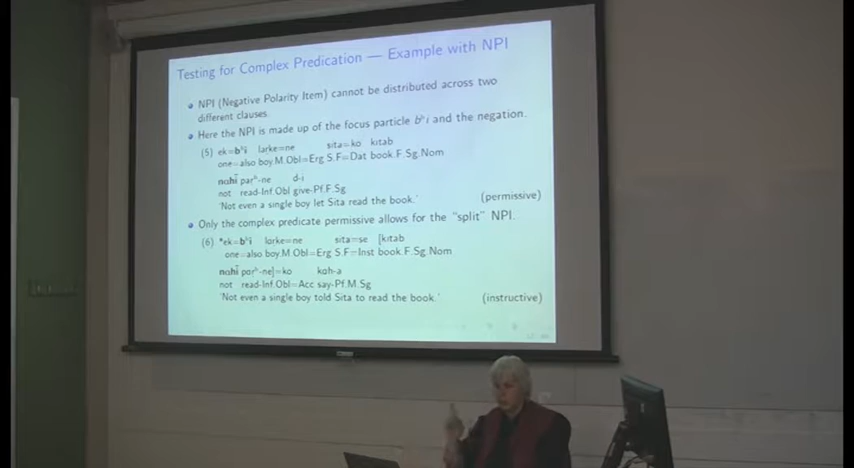 Testing for Complex Predication — Example with NPI
NPI (Negative Polarity Item) cannot be distributed across two
different clauses.
Here the NPI is made up of the focus particle bʰi and the negation.
(5) ek=bʰi larke=ne sita=ko kıtab
one=also boy.M.Obl=Erg S.F=Dat book.F.Sg.Nom
nahĩ parʰ-ne d-i
not read-Inf.Obl give-Pf.F.Sg
'Not even a single boy let Sita read the book.' (permissive)
Only the complex predicate permissive allows for the "split" NPI.
(6) *ek=bʰi larke=ne sita=se [kıtab
one=also boy.M.Obl=Erg S.F=Inst book.F.Sg.Nom
nahĩ parʰ-ne]=ko kah-a
not read-Inf.Obl=Acc say-Pf.M.Sg
'Not even a single boy told Sita to read the book.' (instructive)